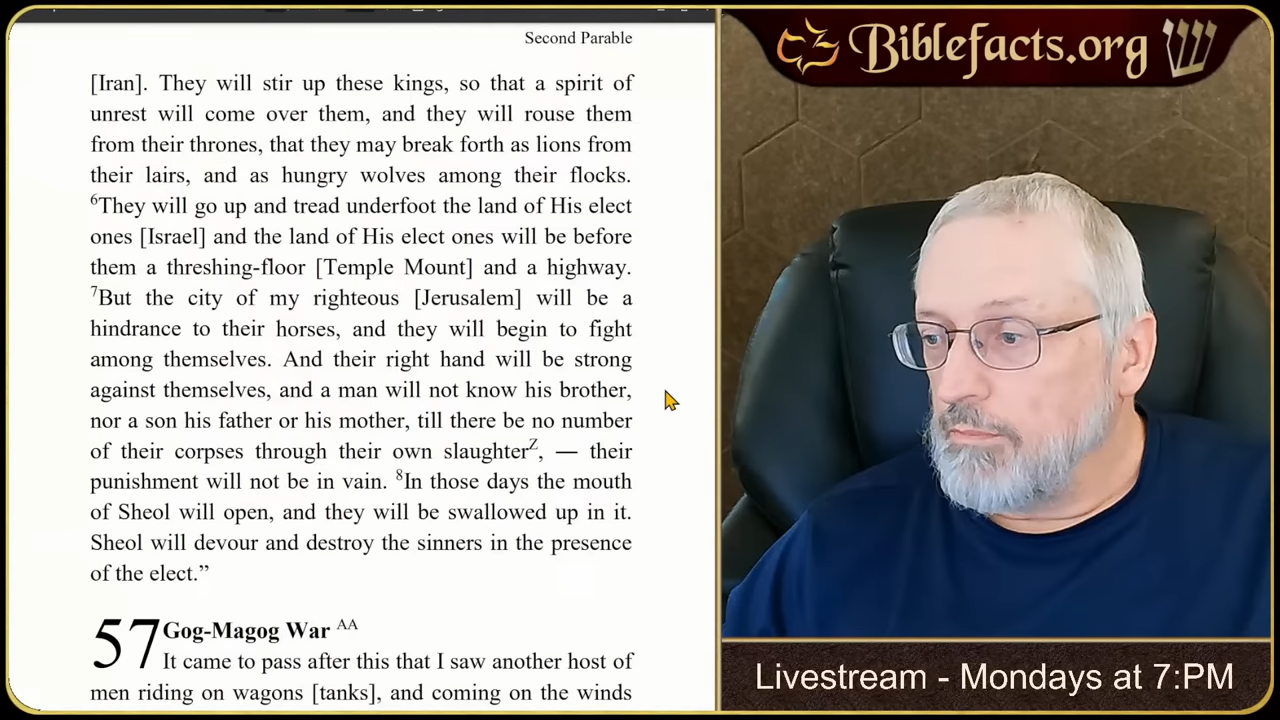 Second Parable
[Iran]. They will stir up these kings, so that a spirit of
unrest will come over them, and they will rouse them
from their thrones, that they may break forth as lions from
their lairs, and as hungry wolves among their flocks.
⁶They will go up and tread underfoot the land of His elect
ones [Israel] and the land of His elect ones will be before
them a threshing-floor [Temple Mount] and a highway.
⁷But the city of my righteous [Jerusalem] will be a
hindrance to their horses, and they will begin to fight
among themselves. And their right hand will be strong
against themselves, and a man will not know his brother,
nor a son his father or his mother, till there be no number
of their corpses through their own slaughterᶻ, — their
punishment will not be in vain. ⁸In those days the mouth
of Sheol will open, and they will be swallowed up in it.
Sheol will devour and destroy the sinners in the presence
of the elect.”
57 Gog-Magog War AA
It came to pass after this that I saw another host of
men riding on wagons [tanks], and coming on the winds
Biblefacts.org
Livestream - Mondays at 7:PM